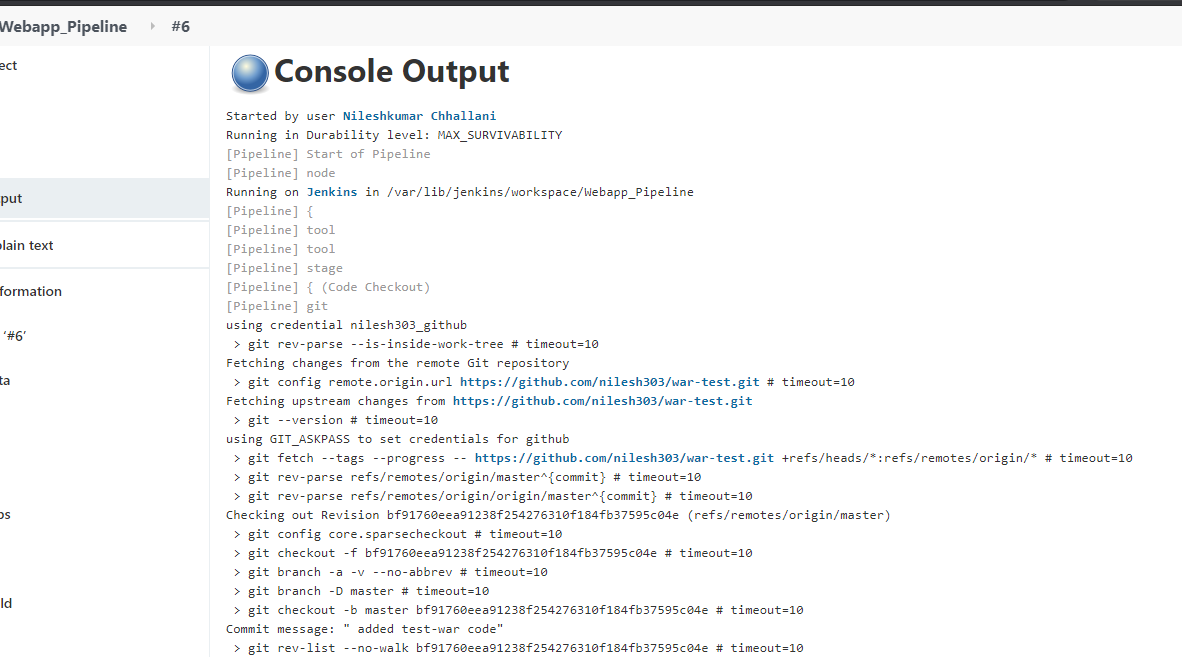 Webapp_Pipeline
#6
ect
put
plain text
formation
'#6'
ta
ps
ld
Console Output
Started by user Nileshkumar Chhallani
Running in Durability level: MAX_SURVIVABILITY
[Pipeline] Start of Pipeline
[Pipeline] node
Running on Jenkins in /var/lib/jenkins/workspace/Webapp_Pipeline
[Pipeline] {
[Pipeline] tool
[Pipeline] tool
[Pipeline] stage
[Pipeline] { (Code Checkout)
[Pipeline] git
using credential nilesh303_github
> git rev-parse --is-inside-work-tree # timeout=10
Fetching changes from the remote Git repository
> git config remote.origin.url https://github.com/nilesh303/war-test.git # timeout=10
Fetching upstream changes from https://github.com/nilesh303/war-test.git
> git --version # timeout=10
using GIT_ASKPASS to set credentials for github
> git fetch --tags --progress -- https://github.com/nilesh303/war-test.git +refs/heads/*:refs/remotes/origin/* # timeout=10
> git rev-parse refs/remotes/origin/master^{commit} # timeout=10
> git rev-parse refs/remotes/origin/origin/master^{commit} # timeout=10
Checking out Revision bf91760eea91238f254276310f184fb37595c04e (refs/remotes/origin/master)
> git config core.sparsecheckout # timeout=10
> git checkout -f bf91760eea91238f254276310f184fb37595c04e # timeout=10
> git branch -a -v --no-abbrev # timeout=10
> git branch -D master # timeout=10
> git checkout -b master bf91760eea91238f254276310f184fb37595c04e # timeout=10
Commit message: " added test-war code"
> git rev-list --no-walk bf91760eea91238f254276310f184fb37595c04e # timeout=10